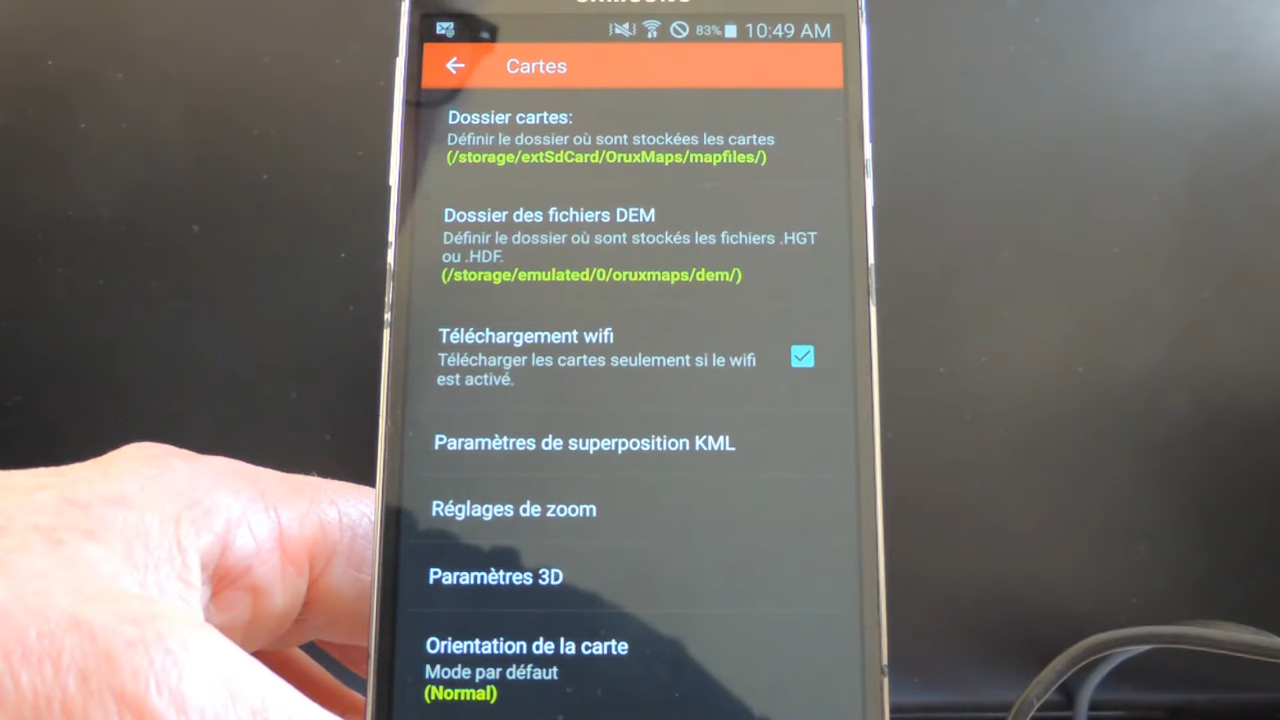 83% 10:49 AM
Cartes
Dossier cartes:
Définir le dossier où sont stockées les cartes
(/storage/extSdCard/OruxMaps/mapfiles/)
Dossier des fichiers DEM
Définir le dossier où sont stockés les fichiers .HGT
ou .HDF.
(/storage/emulated/0/oruxmaps/dem/)
Téléchargement wifi
Télécharger les cartes seulement si le wifi
est activé.
Paramètres de superposition KML
Réglages de zoom
Paramètres 3D
Orientation de la carte
Mode par défaut
(Normal)